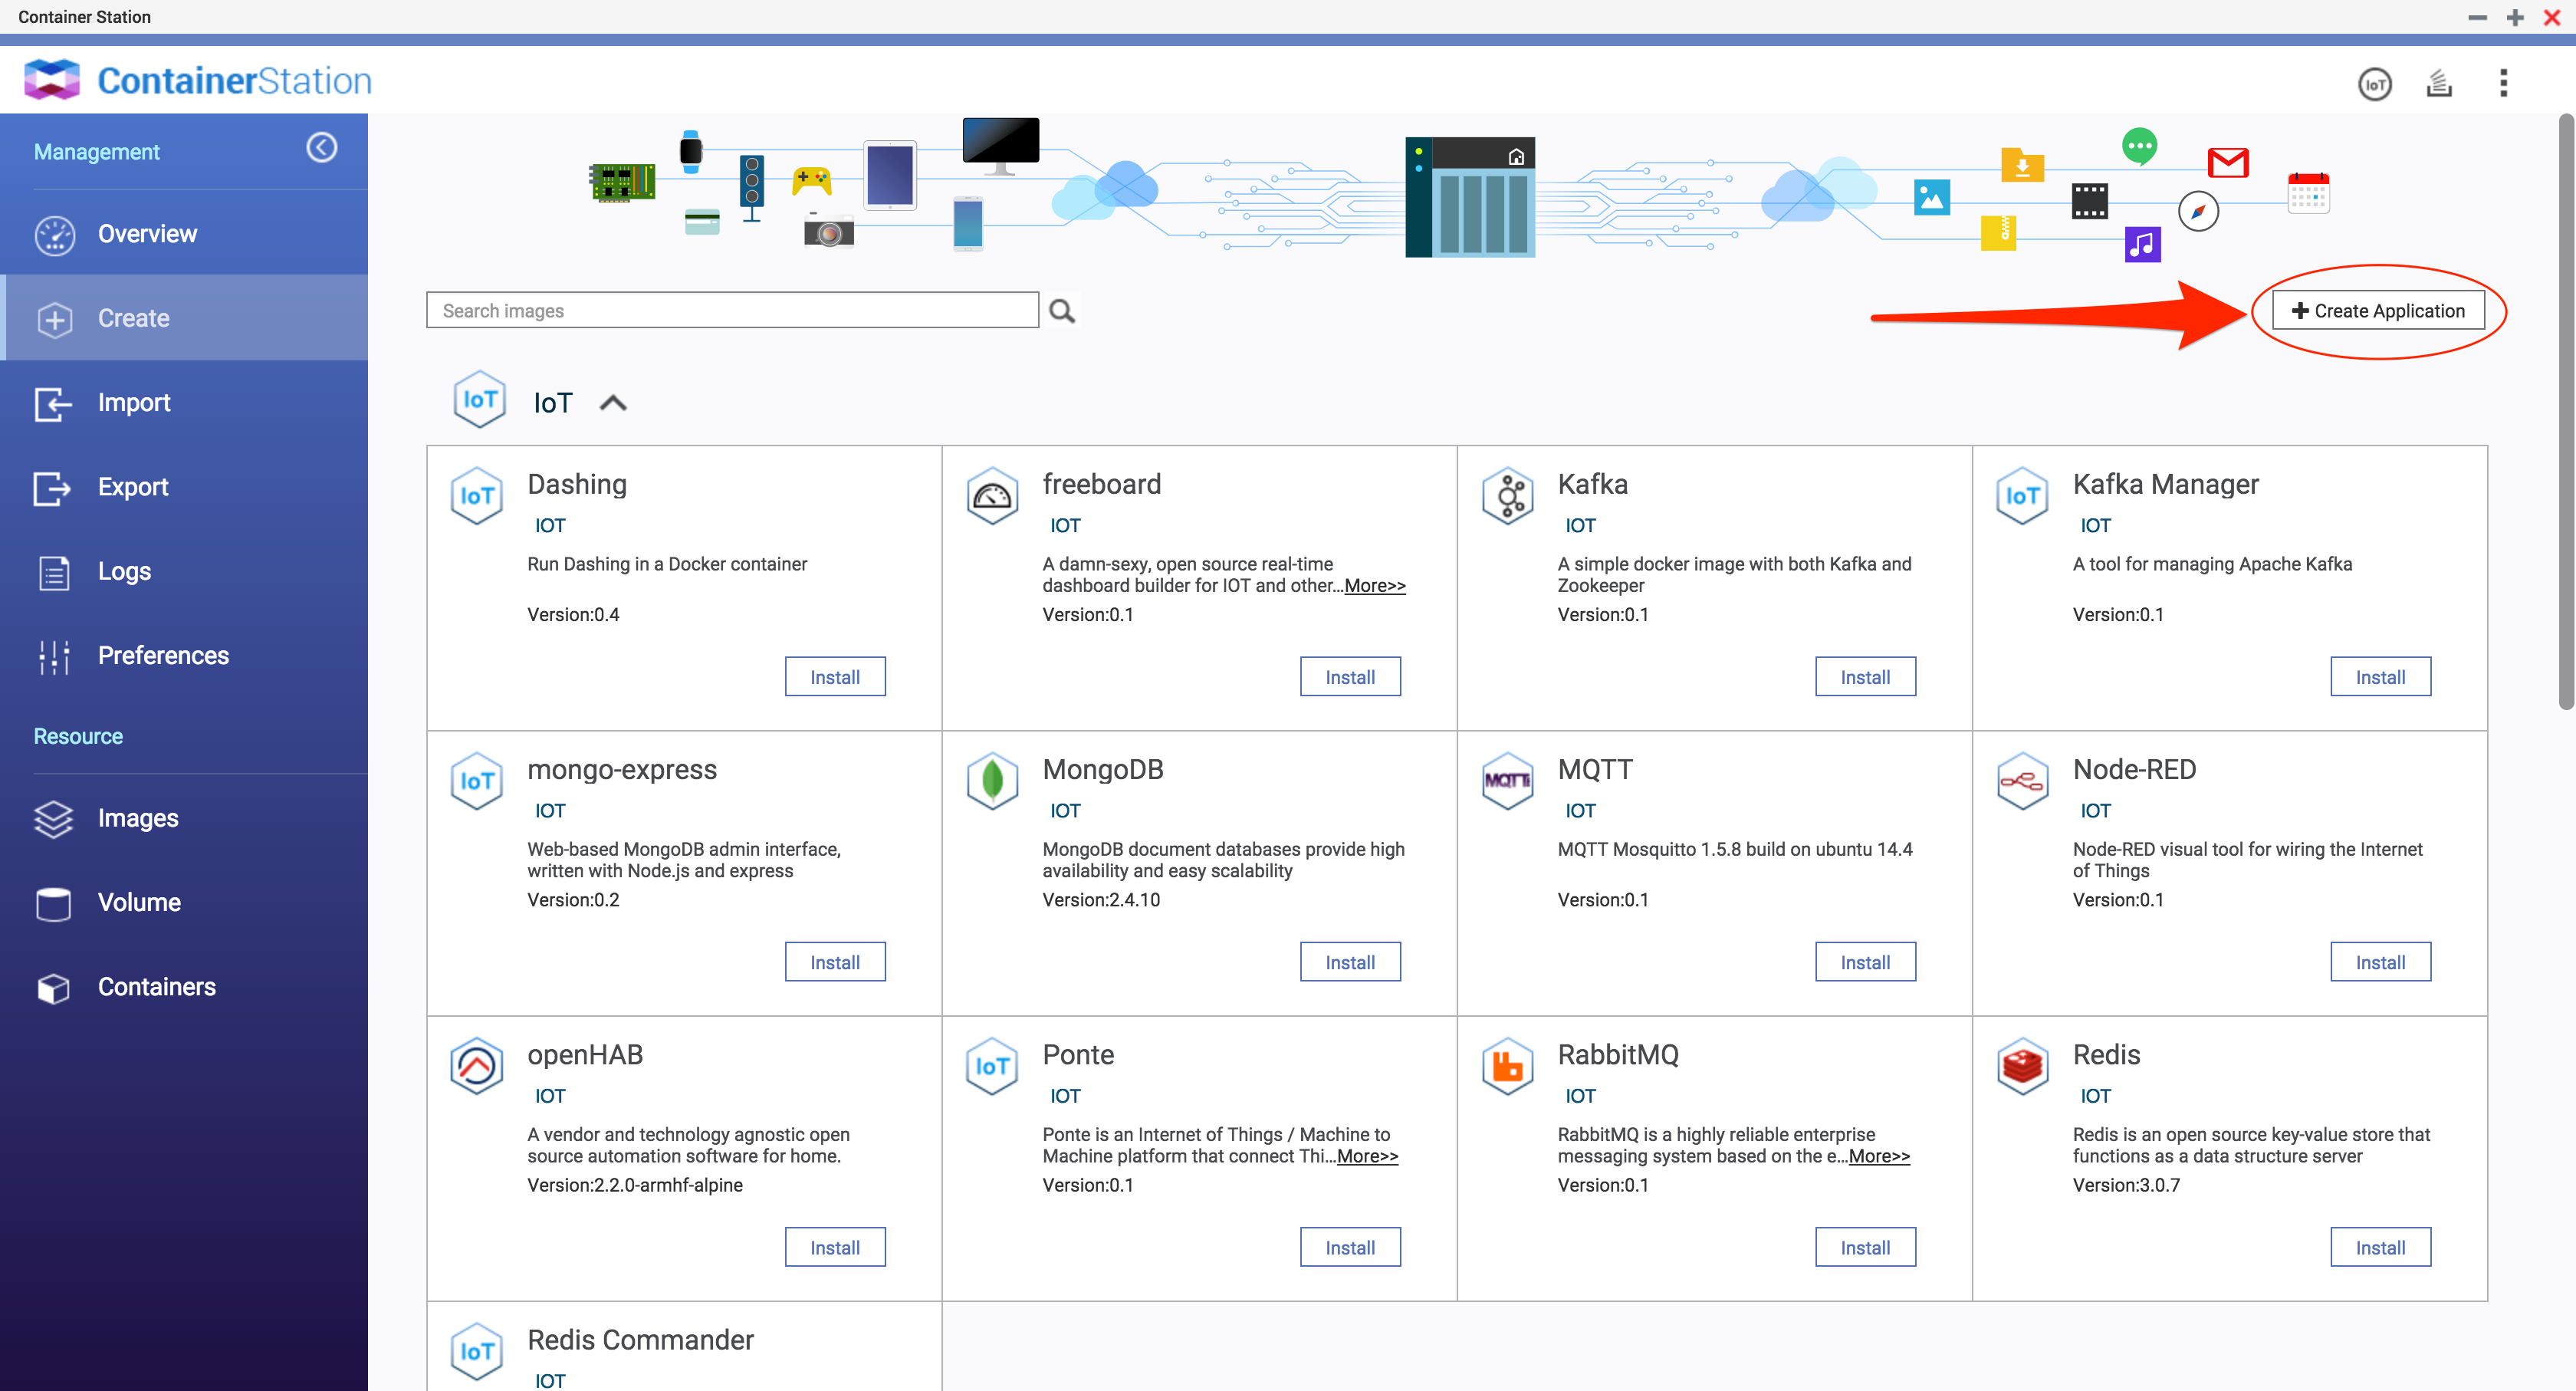 Container Station
ContainerStation
IoT
Management
Overview
Create
Import
Export
Logs
Preferences
Resource
Images
Volume
Containers
Search images
Create Application
IoT
IoT
IoT
Dashing
IOT
Run Dashing in a Docker container
Version:0.4
Install
freeboard
IOT
A damn-sexy, open source real-time
dashboard builder for IOT and other...More>>
Version:0.1
Install
Kafka
IOT
A simple docker image with both Kafka and
Zookeeper
Version:0.1
Install
IoT
Kafka Manager
IOT
A tool for managing Apache Kafka
Version:0.1
Install
IoT
mongo-express
IOT
Web-based MongoDB admin interface,
written with Node.js and express
Version:0.2
Install
MongoDB
IOT
MongoDB document databases provide high
availability and easy scalability
Version:2.4.10
Install
MQTT
MQTT
IOT
MQTT Mosquitto 1.5.8 build on ubuntu 14.4
Version:0.1
Install
Node-RED
IOT
Node-RED visual tool for wiring the Internet
of Things
Version:0.1
Install
openHAB
IOT
A vendor and technology agnostic open
source automation software for home.
Version:2.2.0-armhf-alpine
Install
IoT
Ponte
IOT
Ponte is an Internet of Things / Machine to
Machine platform that connect Thi...More>>
Version:0.1
Install
RabbitMQ
IOT
RabbitMQ is a highly reliable enterprise
messaging system based on the e...More>>
Version:0.1
Install
Redis
IOT
Redis is an open source key-value store that
functions as a data structure server
Version:3.0.7
Install
IoT
Redis Commander
IOT